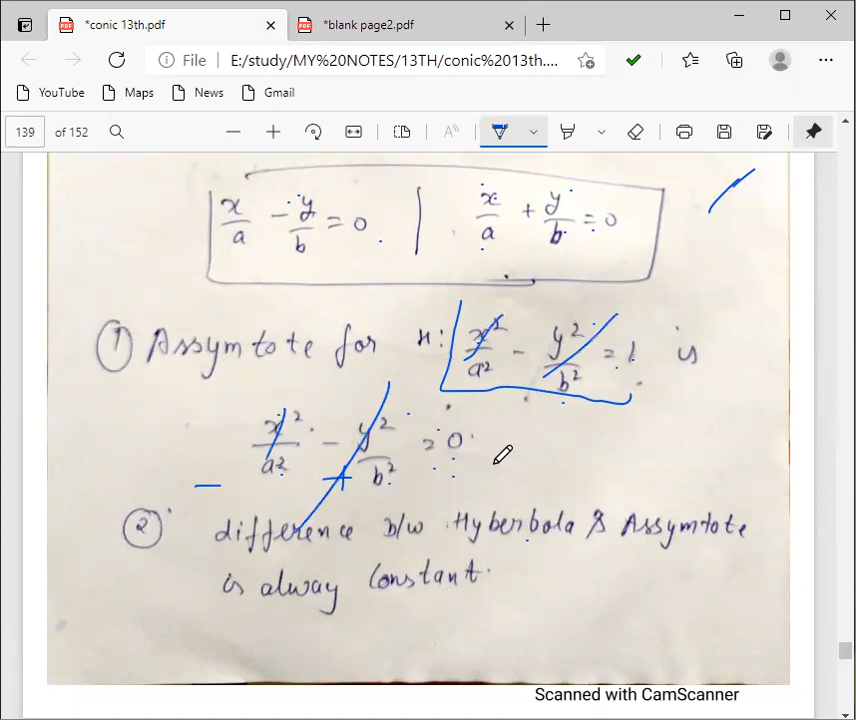 *conic 13th.pdf
*blank page2.pdf
File E:/study/MY%20NOTES/13TH/conic%2013th....
YouTube Maps News Gmail
139 of 152
x/a - y/b = 0 | x/a + y/b = 0
① Assymtote for H: x²/a² - y²/b² = 1 is
x²/a² - y²/b² = 0
② difference b/w Hyberbola & Assymtote
is alway Constant.
Scanned with CamScanner